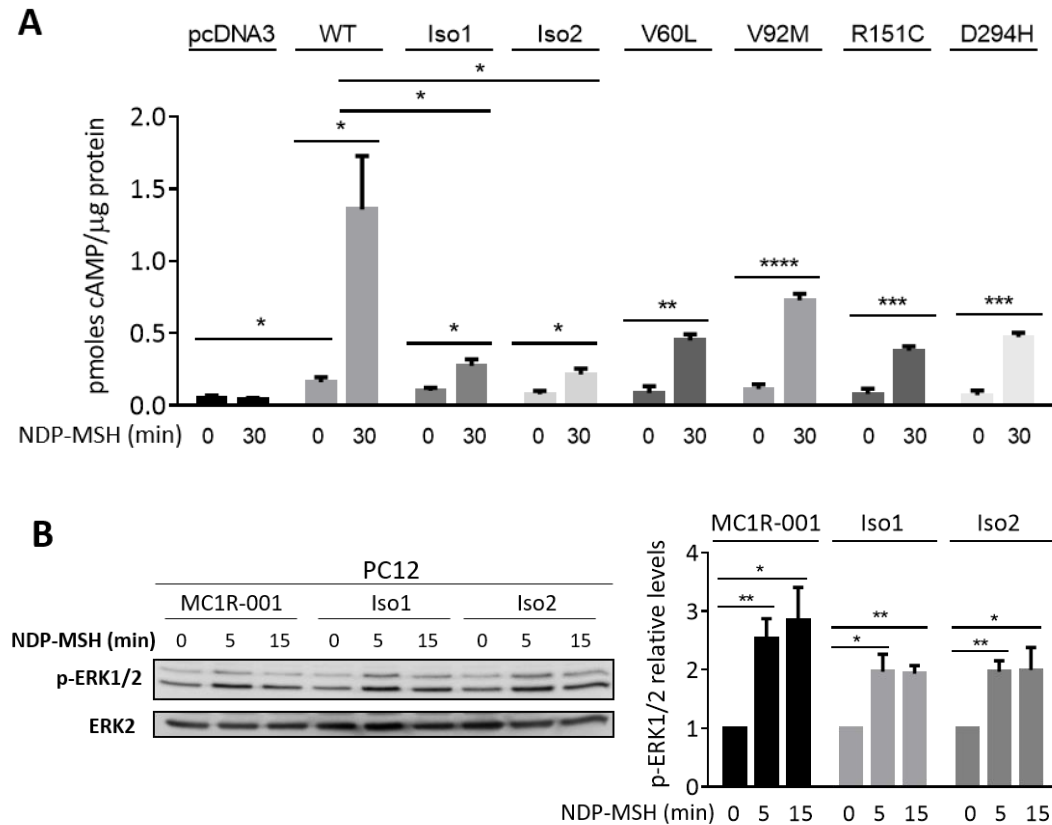 A
pcDNA3 WT Iso1 Iso2 V60L V92M R151C D294H
*
*
*
2.0
1.5
1.0
0.5
0.0
pmoles cAMP/µg protein
* * * ** **** *** ***
NDP-MSH (min) 0 30 0 30 0 30 0 30 0 30 0 30 0 30 0 30
B
PC12
MC1R-001 Iso1 Iso2
NDP-MSH (min) 0 5 15 0 5 15 0 5 15
p-ERK1/2
ERK2
MC1R-001 Iso1 Iso2
p-ERK1/2 relative levels
4
3
2
1
0
*
**
**
*
*
**
NDP-MSH (min) 0 5 15 0 5 15 0 5 15